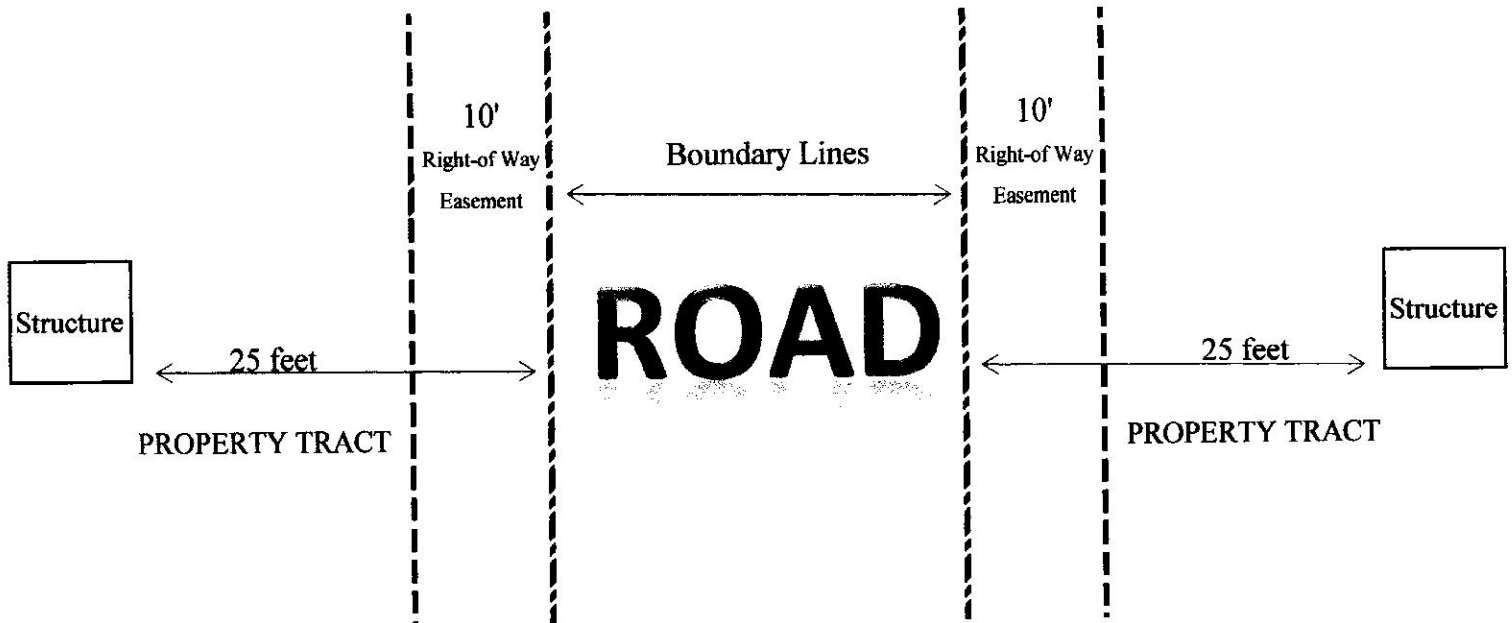 10'
Right-of Way
Easement
Boundary Lines
10'
Right-of Way
Easement
Structure
25 feet
ROAD
25 feet
Structure
PROPERTY TRACT
PROPERTY TRACT